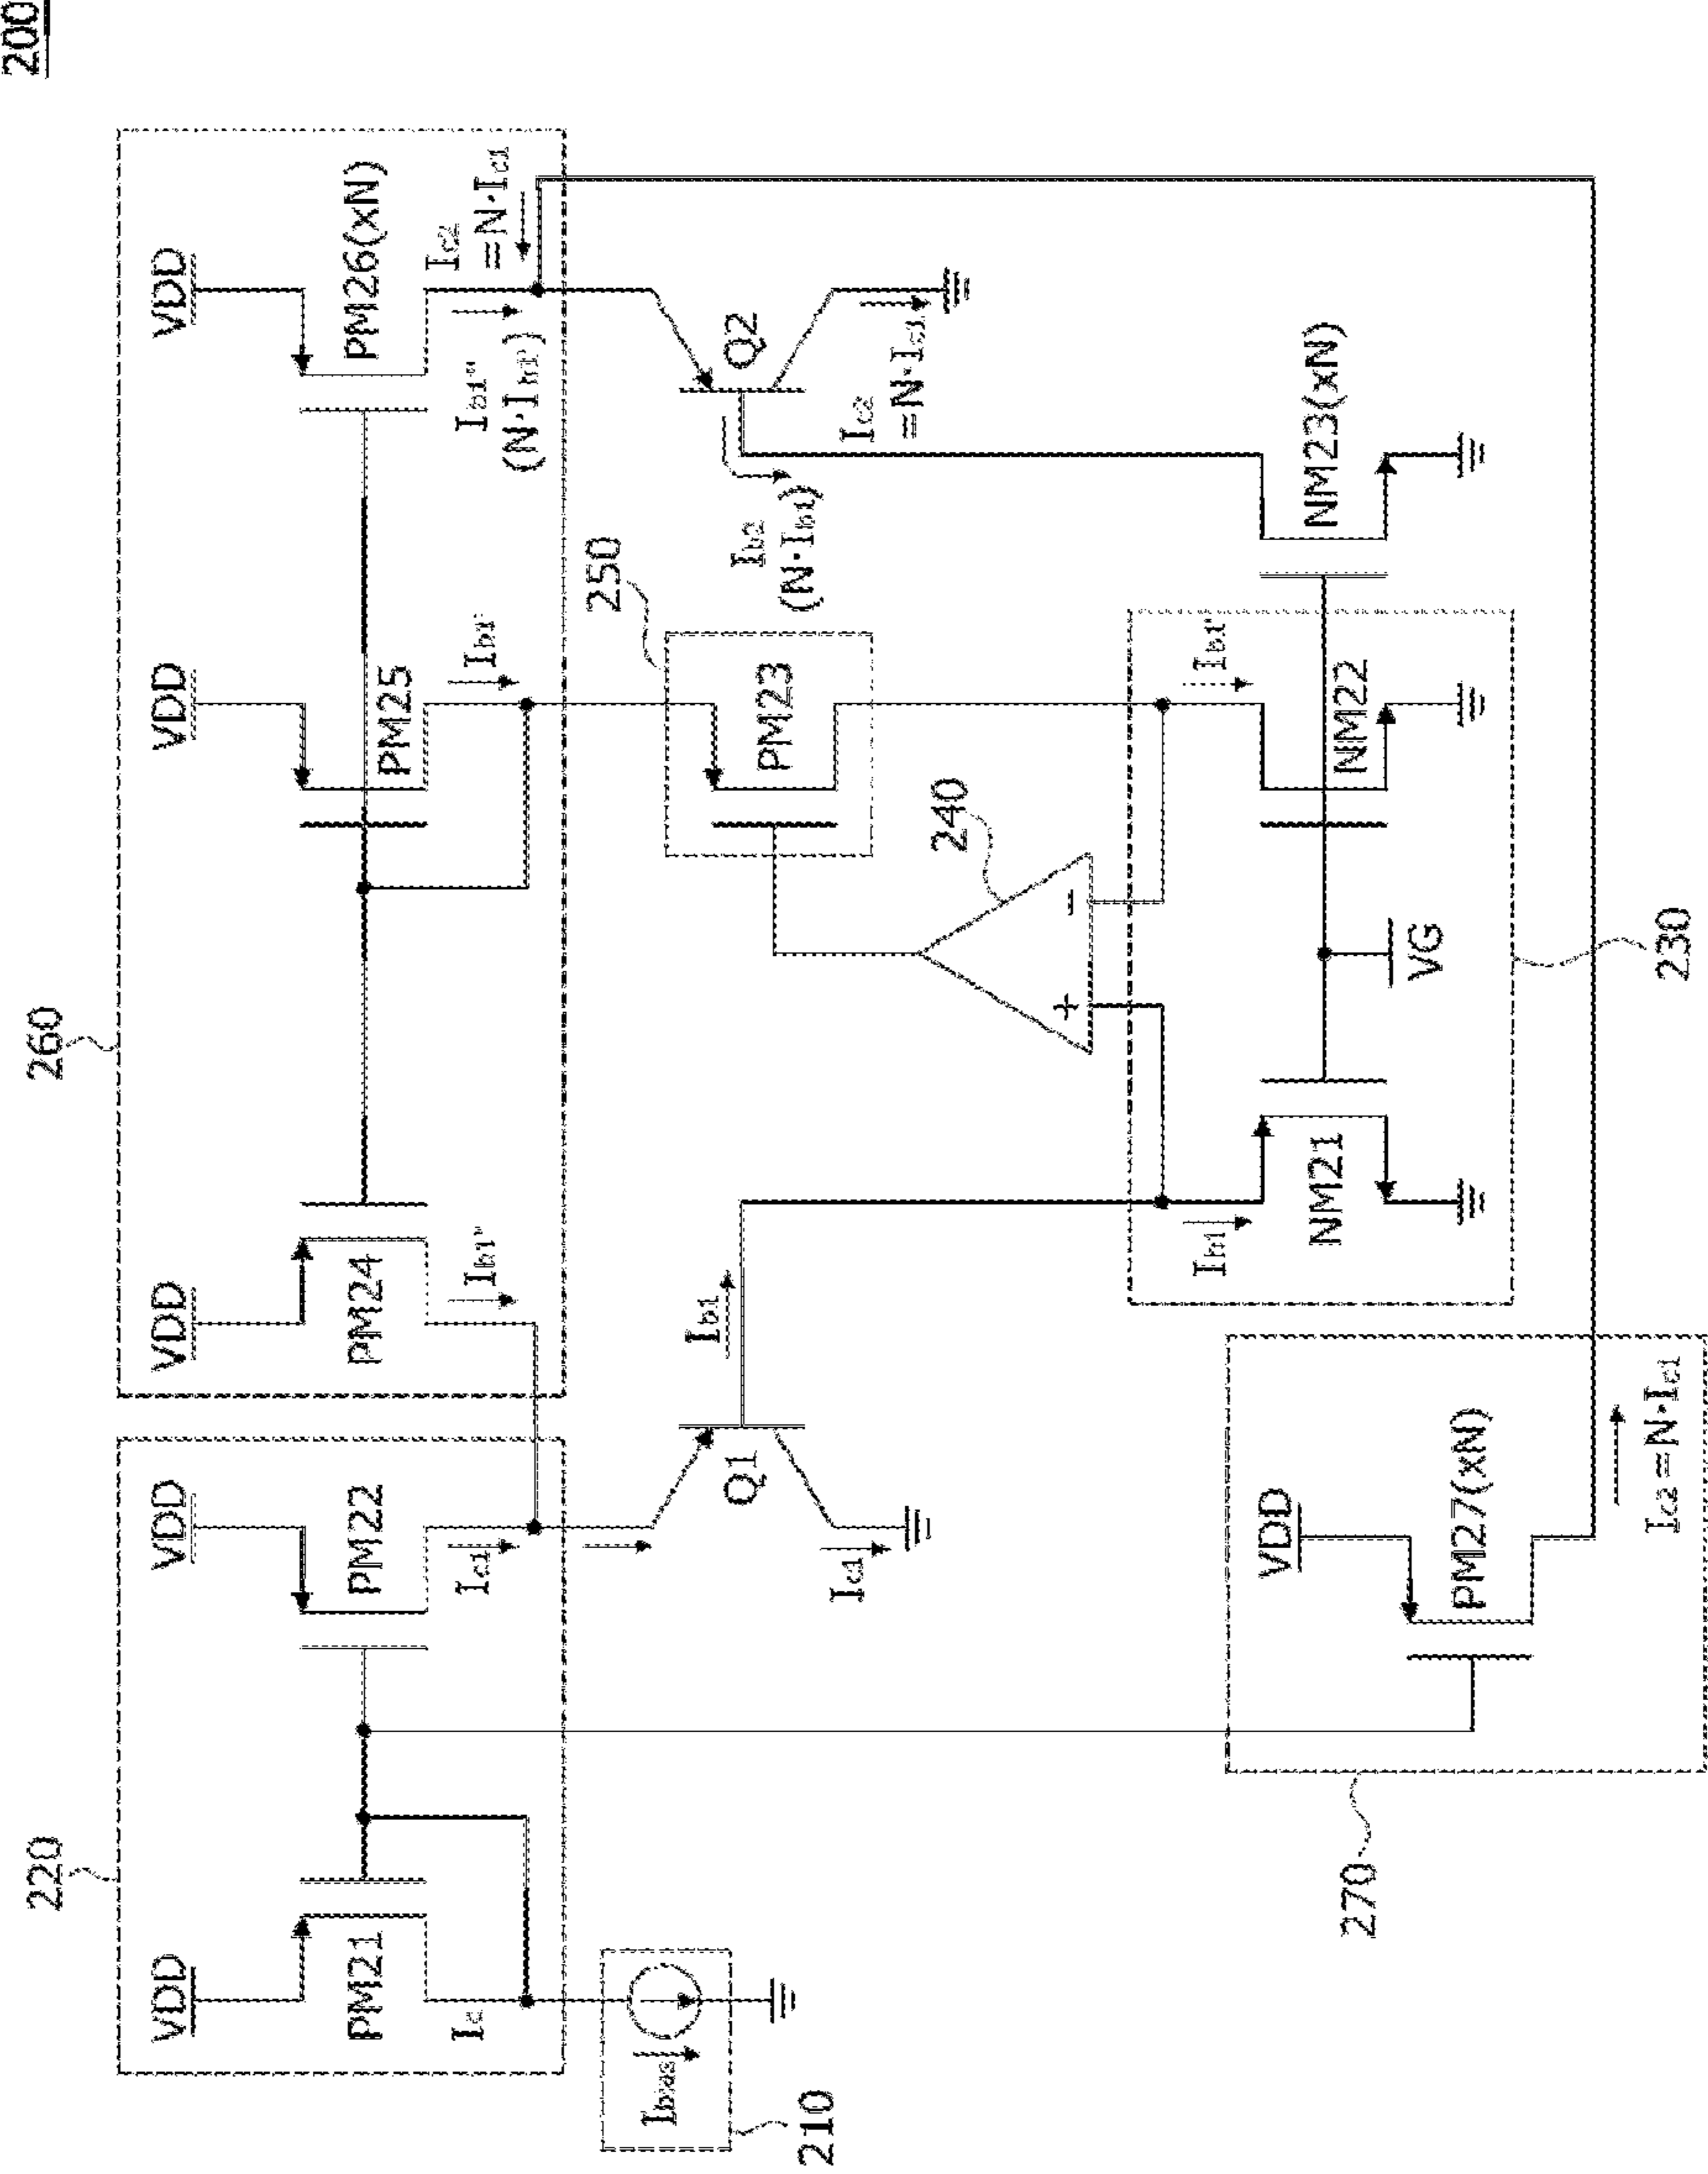 200
260
220
VDD
VDD
VDD
VDD
VDD
PM21
PM22
PM24
PM25
PM26(xN)
Ic
Ic1
Ib1"
Ib1'
Ib1"
(N·Ib1')
Ic2
=N·Ic1
210
Ibias
Q1
Ib1
Ic1
250
PM23
Q2
Ib2
(N·Ib1)
Ic2
=N·Ic1
240
+
-
Ib1
Ib1'
NM21
NM22
NM23(xN)
VG
230
270
VDD
PM27(xN)
Ic2=N·Ic1